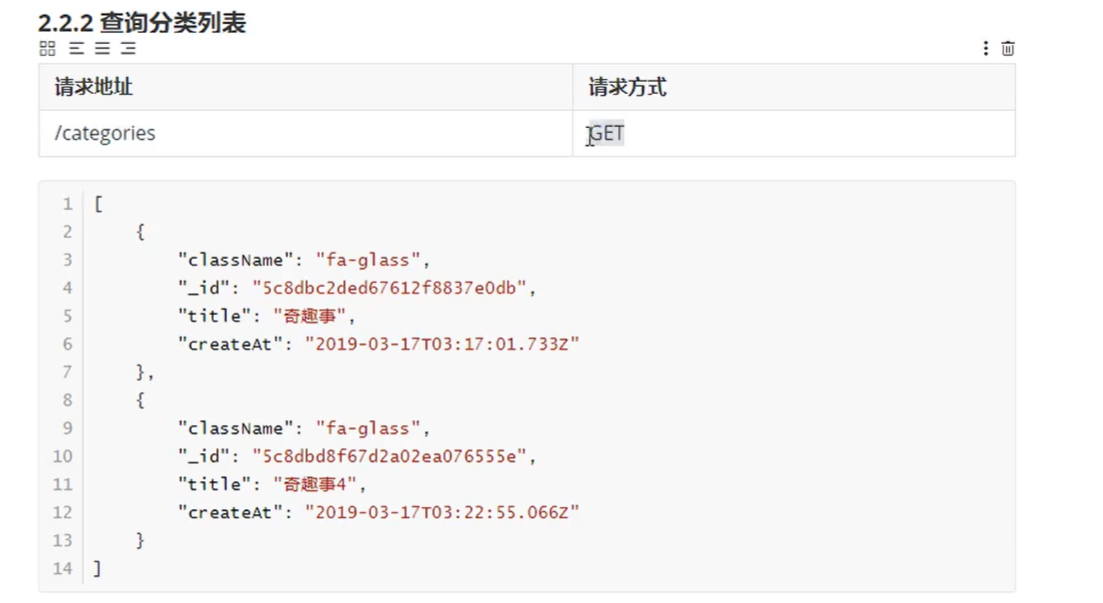 2.2.2 查询分类列表
请求地址 请求方式
/categories GET
1 [
2 {
3 "className": "fa-glass",
4 "_id": "5c8dbc2ded67612f8837e0db",
5 "title": "奇趣事",
6 "createAt": "2019-03-17T03:17:01.733Z"
7 },
8 {
9 "className": "fa-glass",
10 "_id": "5c8dbd8f67d2a02ea076555e",
11 "title": "奇趣事4",
12 "createAt": "2019-03-17T03:22:55.066Z"
13 }
14 ]